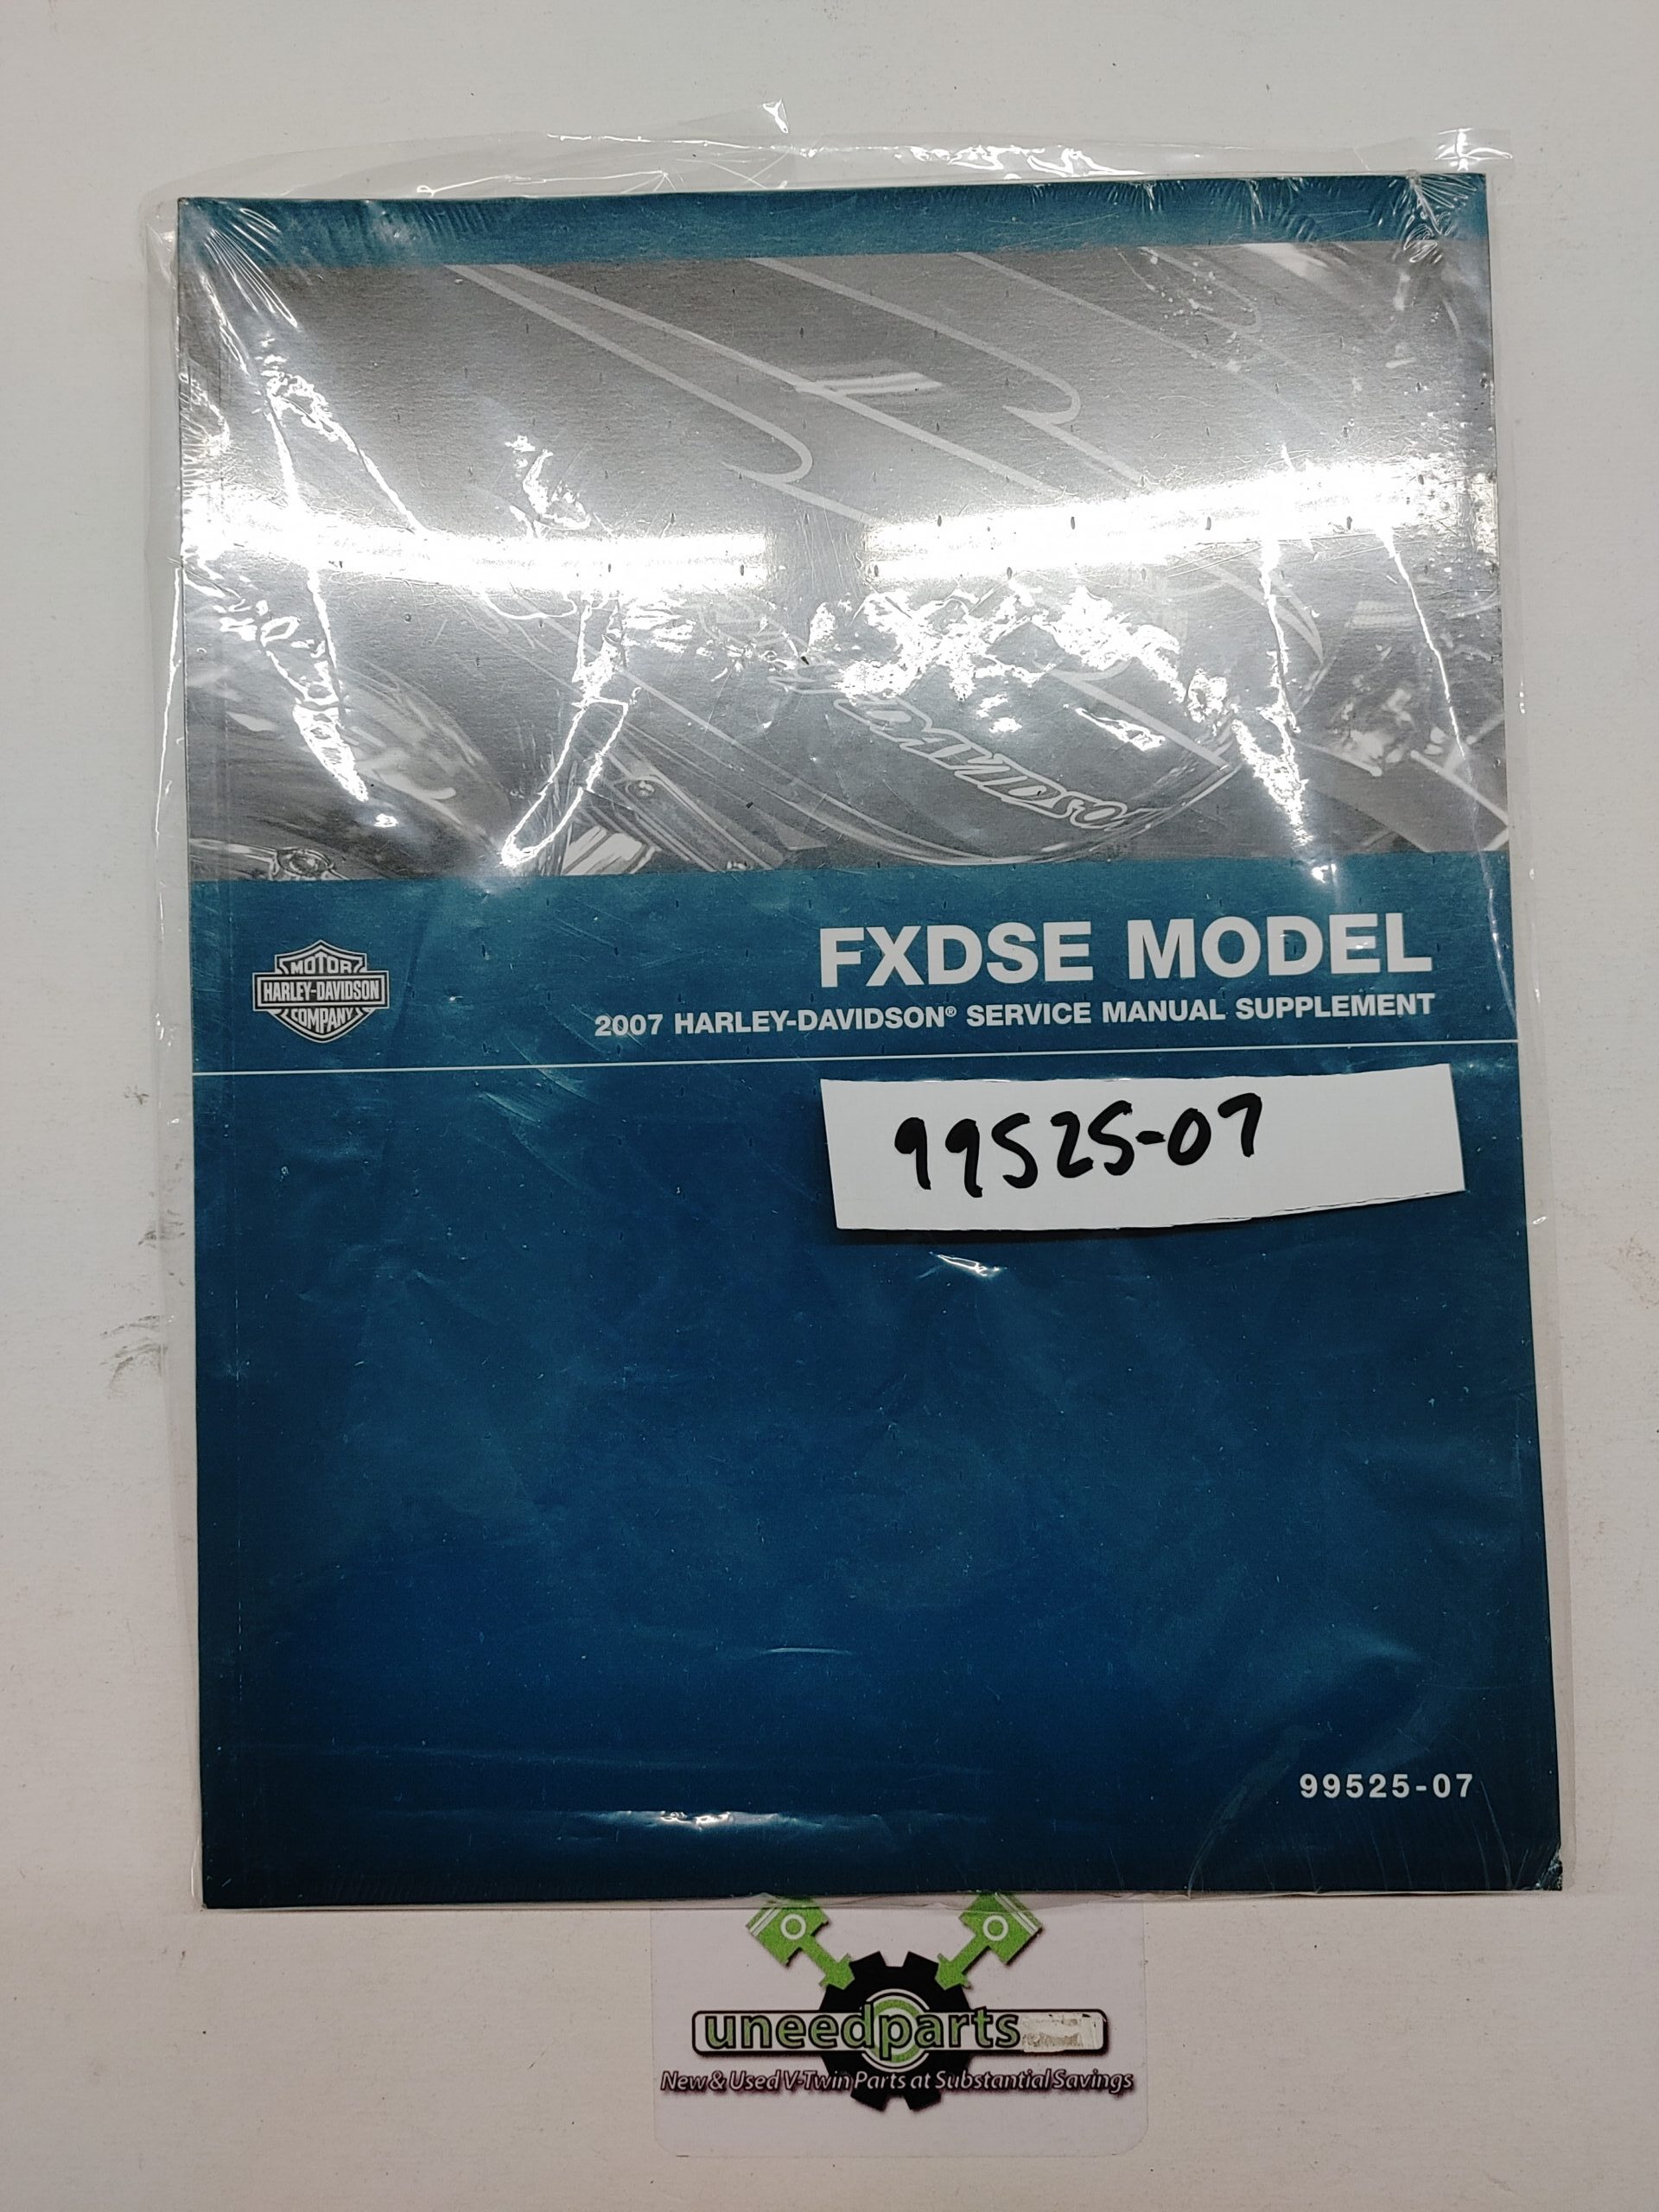 DAVIDSON
FXDSE MODEL
MOTOR
HARLEY-DAVIDSON
COMPANY
2007 HARLEY-DAVIDSON® SERVICE MANUAL SUPPLEMENT
99525-07
99525-07
uneedparts
New & Used V-Twin Parts at Substantial Savings